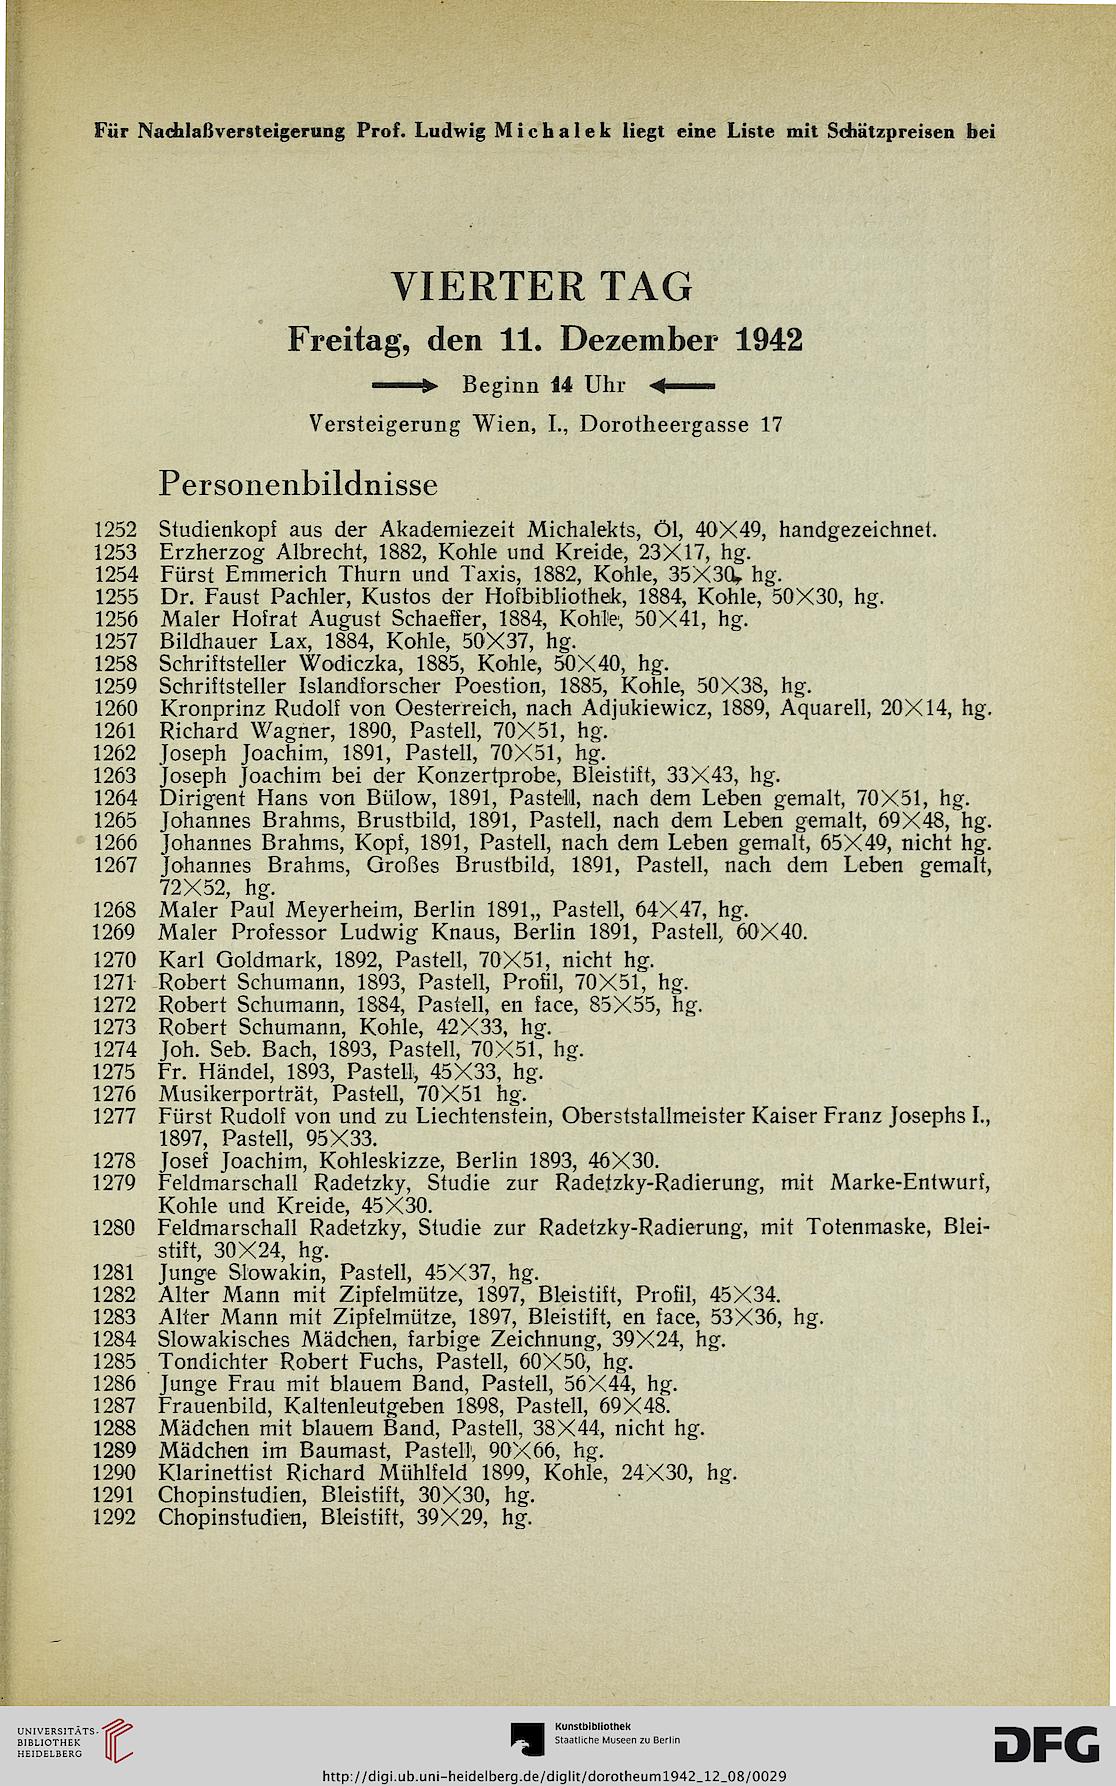 Für Nachlaßversteigerung Prof. Ludwig Michalek liegt eine Liste mit Schätzpreisen bei
VIERTER TAG
Freitag, den 11. Dezember 1942
Beginn 14 Uhr
Versteigerung Wien, I., Dorotheergasse 17
Personenbildnisse
1252 Studienkopf aus der Akademiezeit Michalekts, Öl, 40×49, handgezeichnet.
1253 Erzherzog Albrecht, 1882, Kohle und Kreide, 23×17, hg.
1254 Fürst Emmerich Thurn und Taxis, 1882, Kohle, 35×30, hg.
1255 Dr. Faust Pachler, Kustos der Hofbibliothek, 1884, Kohle, 50×30, hg.
1256 Maler Hofrat August Schaeffer, 1884, Kohle, 50×41, hg.
1257 Bildhauer Lax, 1884, Kohle, 50×37, hg.
1258 Schriftsteller Wodiczka, 1885, Kohle, 50×40, hg.
1259 Schriftsteller Islandforscher Poestion, 1885, Kohle, 50×38, hg.
1260 Kronprinz Rudolf von Oesterreich, nach Adjukiewicz, 1889, Aquarell, 20×14, hg.
1261 Richard Wagner, 1890, Pastell, 70×51, hg.
1262 Joseph Joachim, 1891, Pastell, 70×51, hg.
1263 Joseph Joachim bei der Konzertprobe, Bleistift, 33×43, hg.
1264 Dirigent Hans von Bülow, 1891, Pastell, nach dem Leben gemalt, 70×51, hg.
1265 Johannes Brahms, Brustbild, 1891, Pastell, nach dem Leben gemalt, 69×48, hg.
1266 Johannes Brahms, Kopf, 1891, Pastell, nach dem Leben gemalt, 65×49, nicht hg.
1267 Johannes Brahms, Großes Brustbild, 1891, Pastell, nach dem Leben gemalt,
72×52, hg.
1268 Maler Paul Meyerheim, Berlin 1891,, Pastell, 64×47, hg.
1269 Maler Professor Ludwig Knaus, Berlin 1891, Pastell, 60×40.
1270 Karl Goldmark, 1892, Pastell, 70×51, nicht hg.
1271 Robert Schumann, 1893, Pastell, Profil, 70×51, hg.
1272 Robert Schumann, 1884, Pastell, en face, 85×55, hg.
1273 Robert Schumann, Kohle, 42×33, hg.
1274 Joh. Seb. Bach, 1893, Pastell, 70×51, hg.
1275 Fr. Händel, 1893, Pastell, 45×33, hg.
1276 Musikerporträt, Pastell, 70×51 hg.
1277 Fürst Rudolf von und zu Liechtenstein, Oberststallmeister Kaiser Franz Josephs I.,
1897, Pastell, 95×33.
1278 Josef Joachim, Kohleskizze, Berlin 1893, 46×30.
1279 Feldmarschall Radetzky, Studie zur Radetzky-Radierung, mit Marke-Entwurf,
Kohle und Kreide, 45×30.
1280 Feldmarschall Radetzky, Studie zur Radetzky-Radierung, mit Totenmaske, Blei-
stift, 30×24, hg.
1281 Junge Slowakin, Pastell, 45×37, hg.
1282 Alter Mann mit Zipfelmütze, 1897, Bleistift, Profil, 45×34.
1283 Alter Mann mit Zipfelmütze, 1897, Bleistift, en face, 53×36, hg.
1284 Slowakisches Mädchen, farbige Zeichnung, 39×24, hg.
1285 Tondichter Robert Fuchs, Pastell, 60×50, hg.
1286 Junge Frau mit blauem Band, Pastell, 56×44, hg.
1287 Frauenbild, Kaltenleutgeben 1898, Pastell, 69×48.
1288 Mädchen mit blauem Band, Pastell, 38×44, nicht hg.
1289 Mädchen im Baumast, Pastell, 90×66, hg.
1290 Klarinettist Richard Mühlfeld 1899, Kohle, 24×30, hg.
1291 Chopinstudien, Bleistift, 30×30, hg.
1292 Chopinstudien, Bleistift, 39×29, hg.
UNIVERSITÄTS-
BIBLIOTHEK
HEIDELBERG
Kunstbibliothek
Staatliche Museen zu Berlin
DFG
http://digi.ub.uni-heidelberg.de/diglit/dorotheum1942_12_08/0029